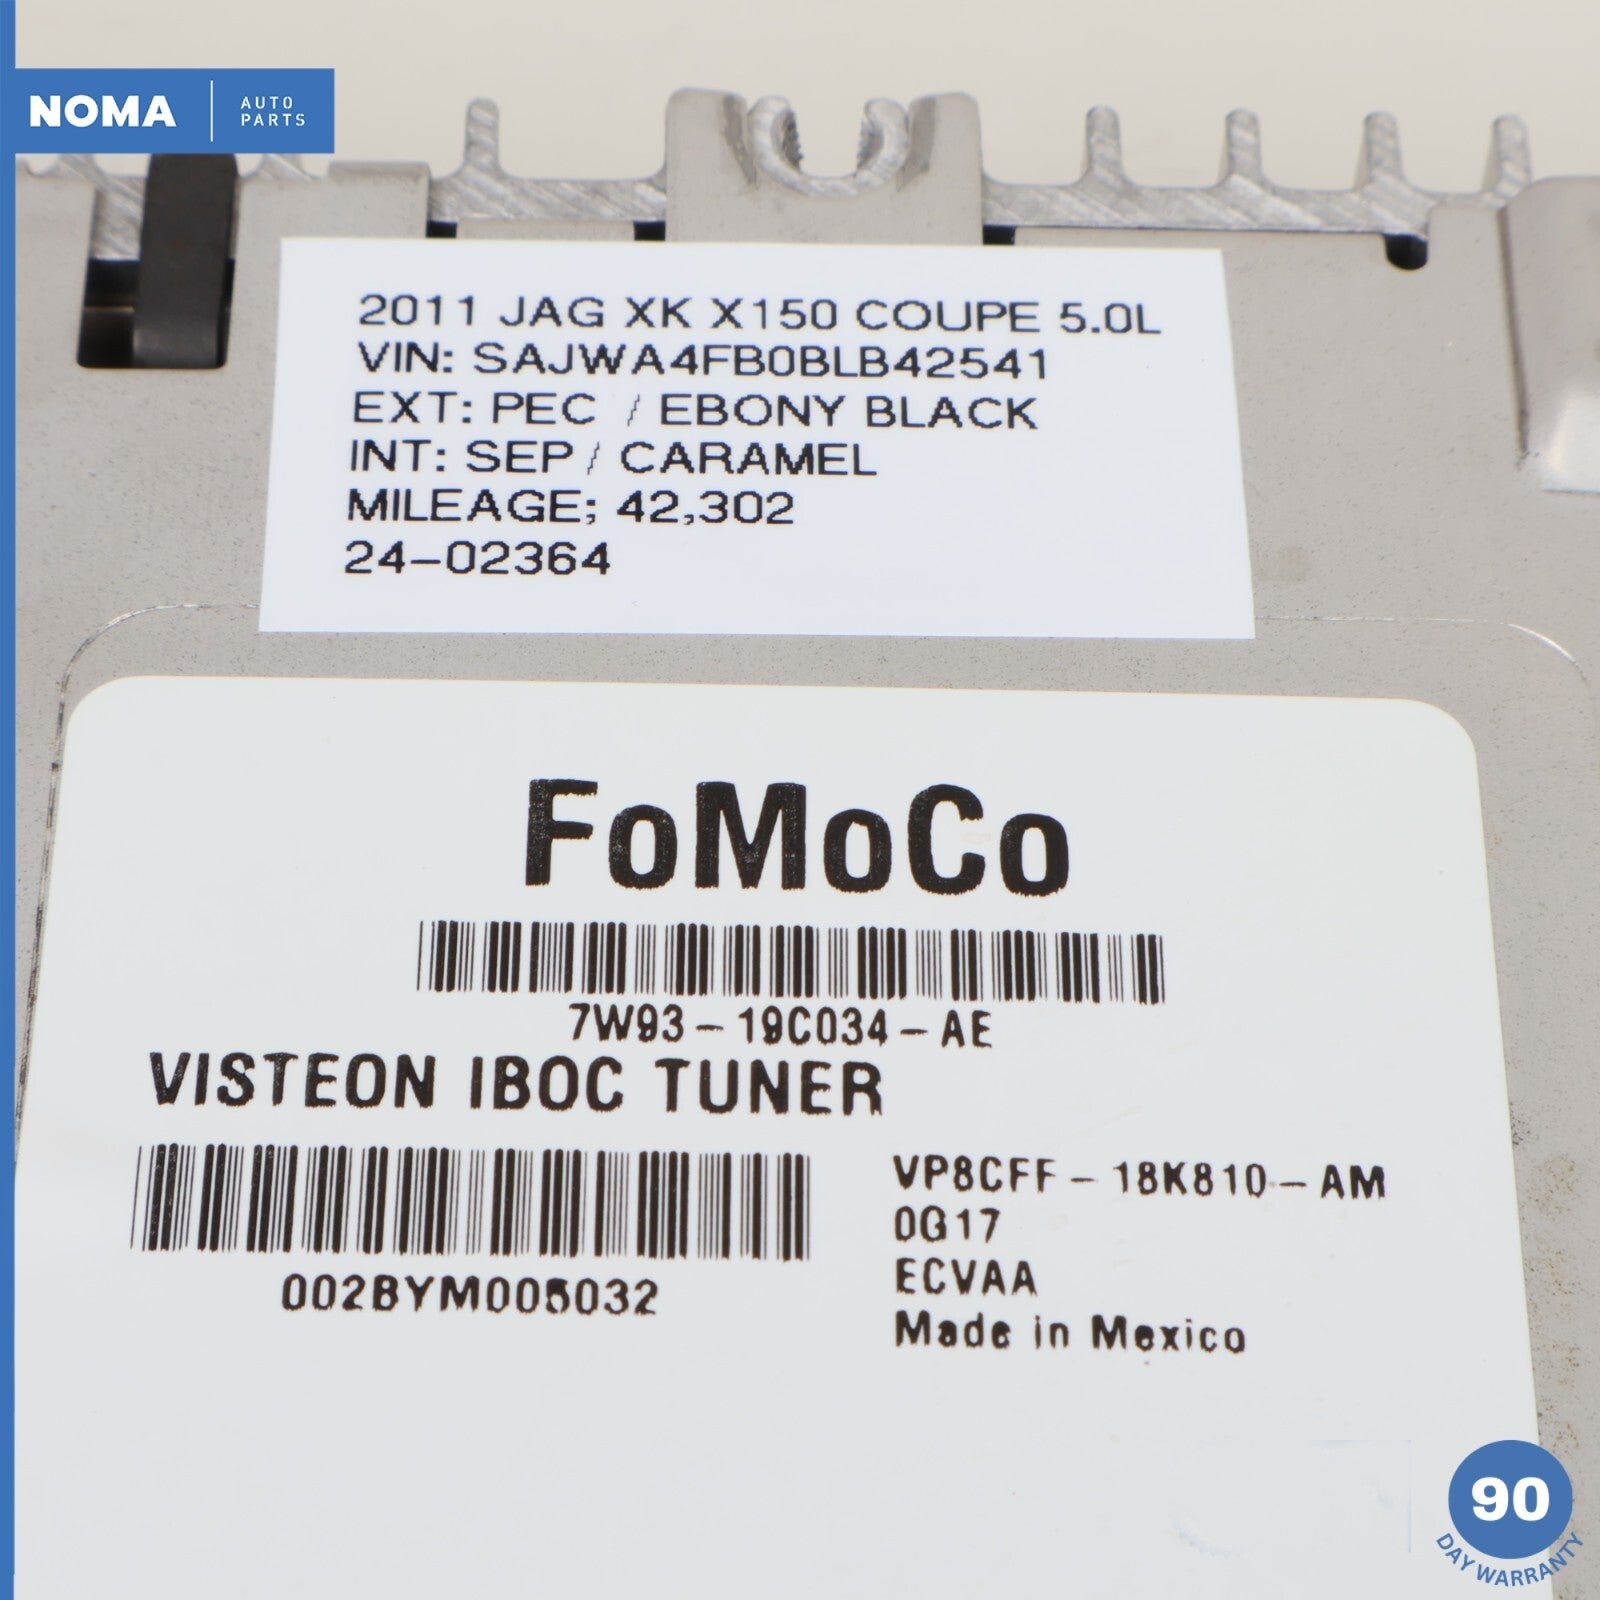 NOMA
AUTO
PARTS
2011 JAG XK X150 COUPE 5.0L
VIN: SAJWA4FB0BLB42541
EXT: PEC / EBONY BLACK
INT: SEP / CARAMEL
MILEAGE; 42,302
24-02364
FoMoCo
7W93-19C034-AE
VISTEON IBOC TUNER
002BYM005032
VP8CFF-18K810-AM
0G17
ECVAA
Made in Mexico
90
DAY WARRANTY